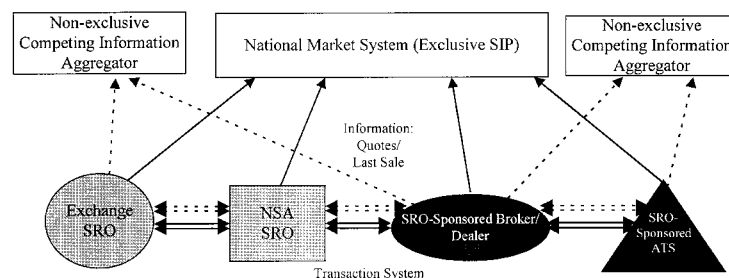 Non-exclusive
Competing Information
Aggregator
National Market System (Exclusive SIP)
Non-exclusive
Competing Information
Aggregator
Information:
Quotes/
Last Sale
Exchange
SRO
NSA
SRO
SRO-Sponsored Broker/
Dealer
SRO-
Sponsored
ATS
Transaction System